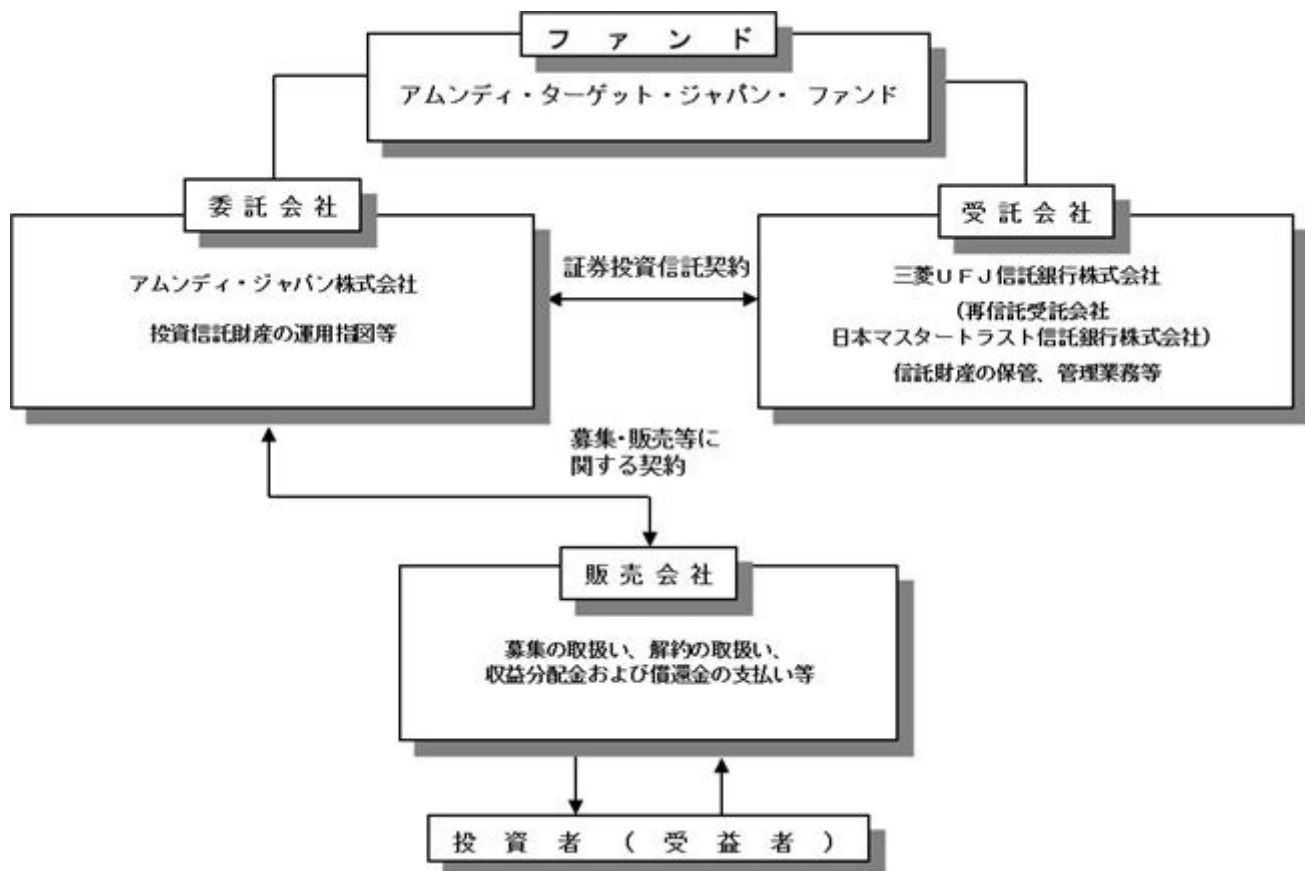 ファンド
アムンディ・ターゲット・ジャパン・ ファンド
委託会社
アムンディ・ジャパン株式会社
投資信託財産の運用指図等
証券投資信託契約
受託会社
三菱UFJ信託銀行株式会社
(再信託受託会社
日本マスタートラスト信託銀行株式会社)
信託財産の保管、管理業務等
募集・販売等に
関する契約
販売会社
募集の取扱い、解約の取扱い、
収益分配金および償還金の支払い等
投資者(受益者)